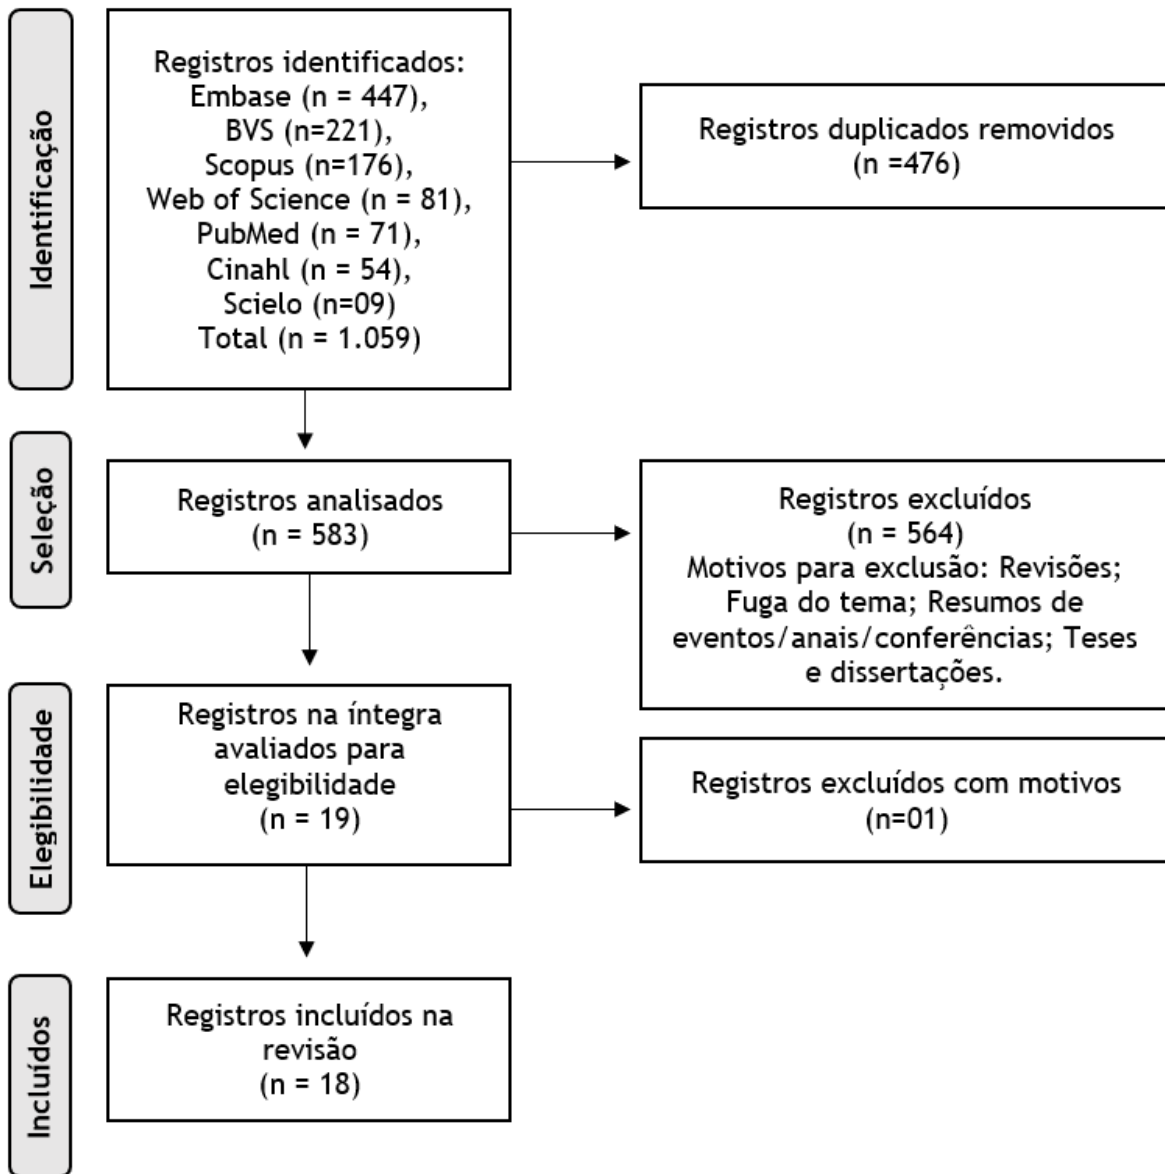 Identificação
Registros identificados:
Embase (n = 447),
BVS (n=221),
Scopus (n=176),
Web of Science (n = 81),
PubMed (n = 71),
Cinahl (n = 54),
Scielo (n=09)
Total (n = 1.059)
Registros duplicados removidos
(n =476)
Seleção
Registros analisados
(n = 583)
Registros excluídos
(n = 564)
Motivos para exclusão: Revisões;
Fuga do tema; Resumos de
eventos/anais/conferências; Teses
e dissertações.
Elegibilidade
Registros na íntegra
avaliados para
elegibilidade
(n = 19)
Registros excluídos com motivos
(n=01)
Incluídos
Registros incluídos na
revisão
(n = 18)